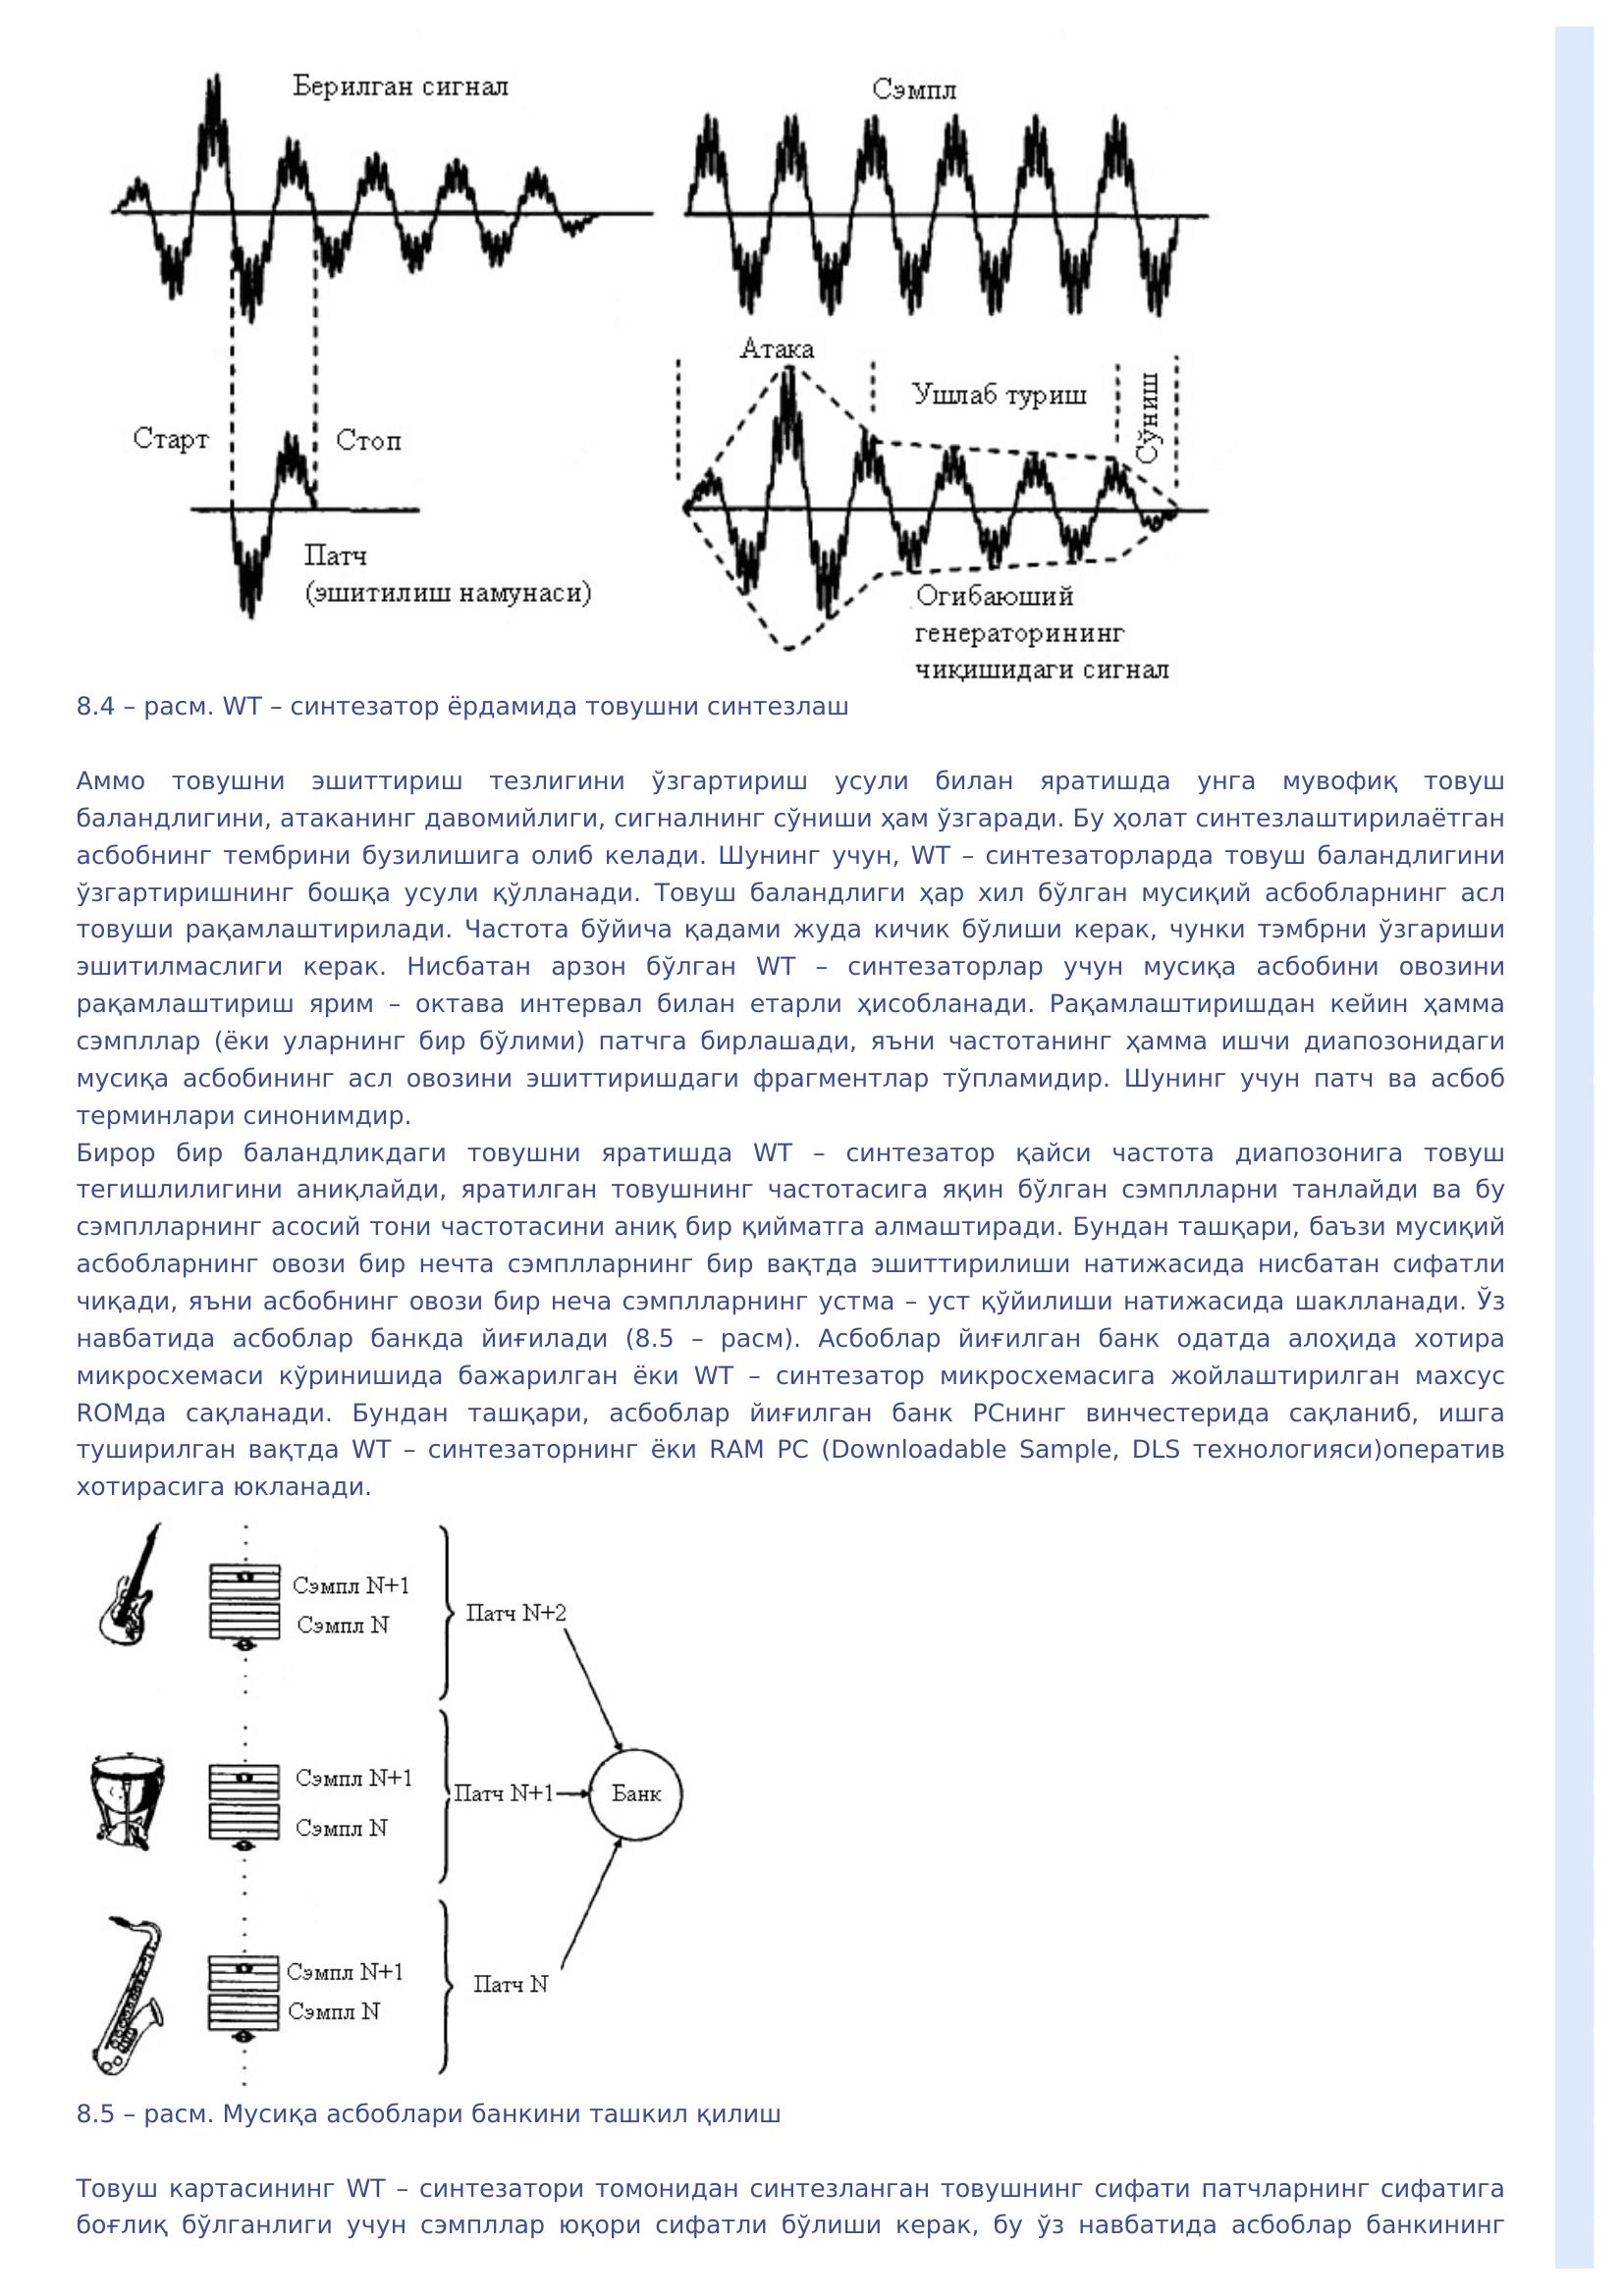 Берилган сигнал
Сэмпл
Атака
Ушлаб туриш
Сўниш
Старт
Стоп
Патч
(эшитилиш намунаси)
Огибаюший
генераторининг
чиқишидаги сигнал
8.4 – расм. WT – синтезатор ёрдамида товушни синтезлаш
Аммо товушни эшиттириш тезлигини ўзгартириш усули билан яратишда унга мувофиқ товуш
баландлигини, атаканинг давомийлиги, сигналнинг сўниши ҳам ўзгаради. Бу ҳолат синтезлаштирилаётган
асбобнинг тембрини бузилишига олиб келади. Шунинг учун, WT – синтезаторларда товуш баландлигини
ўзгартиришнинг бошқа усули қўлланади. Товуш баландлиги ҳар хил бўлган мусиқий асбобларнинг асл
товуши рақамлаштирилади. Частота бўйича қадами жуда кичик бўлиши керак, чунки тэмбрни ўзгариши
эшитилмаслиги керак. Нисбатан арзон бўлган WT – синтезаторлар учун мусиқа асбобини овозини
рақамлаштириш ярим – октава интервал билан етарли ҳисобланади. Рақамлаштиришдан кейин ҳамма
сэмпллар (ёки уларнинг бир бўлими) патчга бирлашади, яъни частотанинг ҳамма ишчи диапозонидаги
мусиқа асбобининг асл овозини эшиттиришдаги фрагментлар тўпламидир. Шунинг учун патч ва асбоб
терминлари синонимдир.
Бирор бир баландликдаги товушни яратишда WT – синтезатор қайси частота диапозонига товуш
тегишлилигини аниқлайди, яратилган товушнинг частотасига яқин бўлган сэмплларни танлайди ва бу
сэмплларнинг асосий тони частотасини аниқ бир қийматга алмаштиради. Бундан ташқари, баъзи мусиқий
асбобларнинг овози бир нечта сэмплларнинг бир вақтда эшиттирилиши натижасида нисбатан сифатли
чиқади, яъни асбобнинг овози бир неча сэмплларнинг устма – уст қўйилиши натижасида шаклланади. Ўз
навбатида асбоблар банкда йиғилади (8.5 – расм). Асбоблар йиғилган банк одатда алоҳида хотира
микросхемаси кўринишида бажарилган ёки WT – синтезатор микросхемасига жойлаштирилган махсус
ROMда сақланади. Бундан ташқари, асбоблар йиғилган банк PCнинг винчестерида сақланиб, ишга
туширилган вақтда WT – синтезаторнинг ёки RAM PC (Downloadable Sample, DLS технологияси)оператив
хотирасига юкланади.
Сэмпл N+1
Сэмпл N
Патч N+2
Сэмпл N+1
Сэмпл N
Патч N+1
Банк
Сэмпл N+1
Сэмпл N
Патч N
8.5 – расм. Мусиқа асбоблари банкини ташкил қилиш
Товуш картасининг WT – синтезатори томонидан синтезланган товушнинг сифати патчларнинг сифатига
боғлиқ бўлганлиги учун сэмпллар юқори сифатли бўлиши керак, бу ўз навбатида асбоблар банкининг